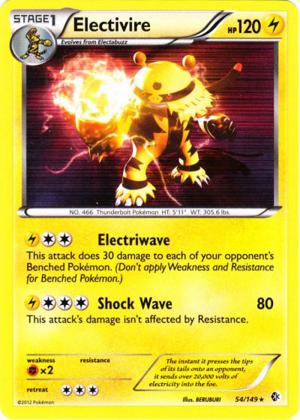 STAGE1 Electivire HP120
Evolves from Electabuzz
NO. 466 Thunderbolt Pokémon HT: 5'11" WT: 305.6 lbs.
Electriwave
This attack does 30 damage to each of your opponent's
Benched Pokémon. (Don't apply Weakness and Resistance
for Benched Pokémon.)
Shock Wave 80
This attack's damage isn't affected by Resistance.
weakness resistance
×2
retreat
As the instant it presses the tips of
its tails onto an opponent, it
sends over 20,000 volts of
electricity into the foe.
Illus. BERUBURI 54/149★
©2012 Pokémon